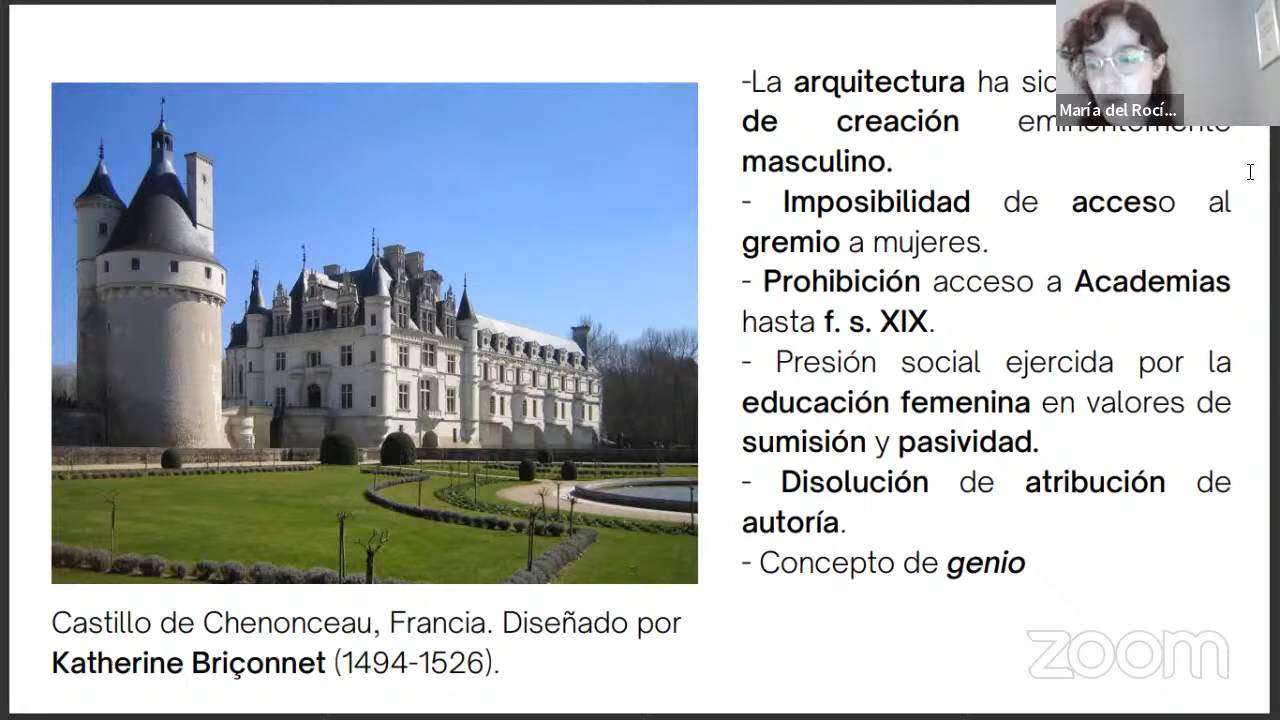 -La arquitectura ha
de creación eminentemente
masculino.
- Imposibilidad de acceso al
gremio a mujeres.
- Prohibición acceso a Academias
hasta f. s. XIX.
- Presión social ejercida por la
educación femenina en valores de
sumisión y pasividad.
- Disolución de atribución de
autoría.
- Concepto de genio
Castillo de Chenonceau, Francia. Diseñado por
Katherine Briçonnet (1494-1526).
María del Rocí...
zoom